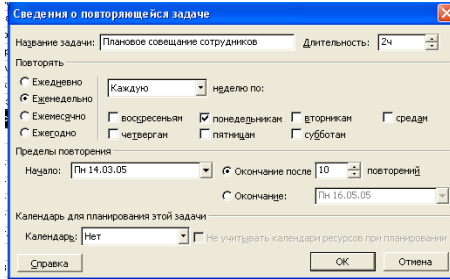 Сведения о повторяющейся задаче
Название задачи: Плановое совещание сотрудников Длительность: 2ч
Повторять
Ежедневно
Еженедельно
Ежемесячно
Ежегодно
Каждую неделю по:
воскресеньям понедельникам вторникам средам
четвергам пятницам субботам
Пределы повторения
Начало: Пн 14.03.05 Окончание после 10 повторений
Окончание: Пн 16.05.05
Календарь для планирования этой задачи
Календарь: Нет Не учитывать календари ресурсов при планировании
Справка ОК Отмена